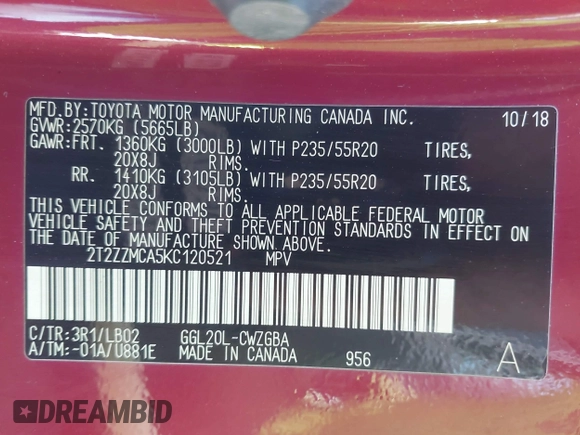 MFD.BY:TOYOTA MOTOR MANUFACTURING CANADA INC. 10/18
GVWR:2570KG (5665LB)
GAWR:FRT. 1360KG (3000LB) WITH P235/55R20 TIRES,
20X8J RIMS.
RR. 1410KG (3105LB) WITH P235/55R20 TIRES,
20X8J RIMS.
THIS VEHICLE CONFORMS TO ALL APPLICABLE FEDERAL MOTOR
VEHICLE SAFETY AND THEFT PREVENTION STANDARDS IN EFFECT ON
THE DATE OF MANUFACTURE SHOWN ABOVE.
2T2ZZMCA5KC120521 MPV
C/TR:3R1/LB02 GGL20L-CWZGBA
A/TM:-01A/U881E MADE IN CANADA 956 A
DREAMBID